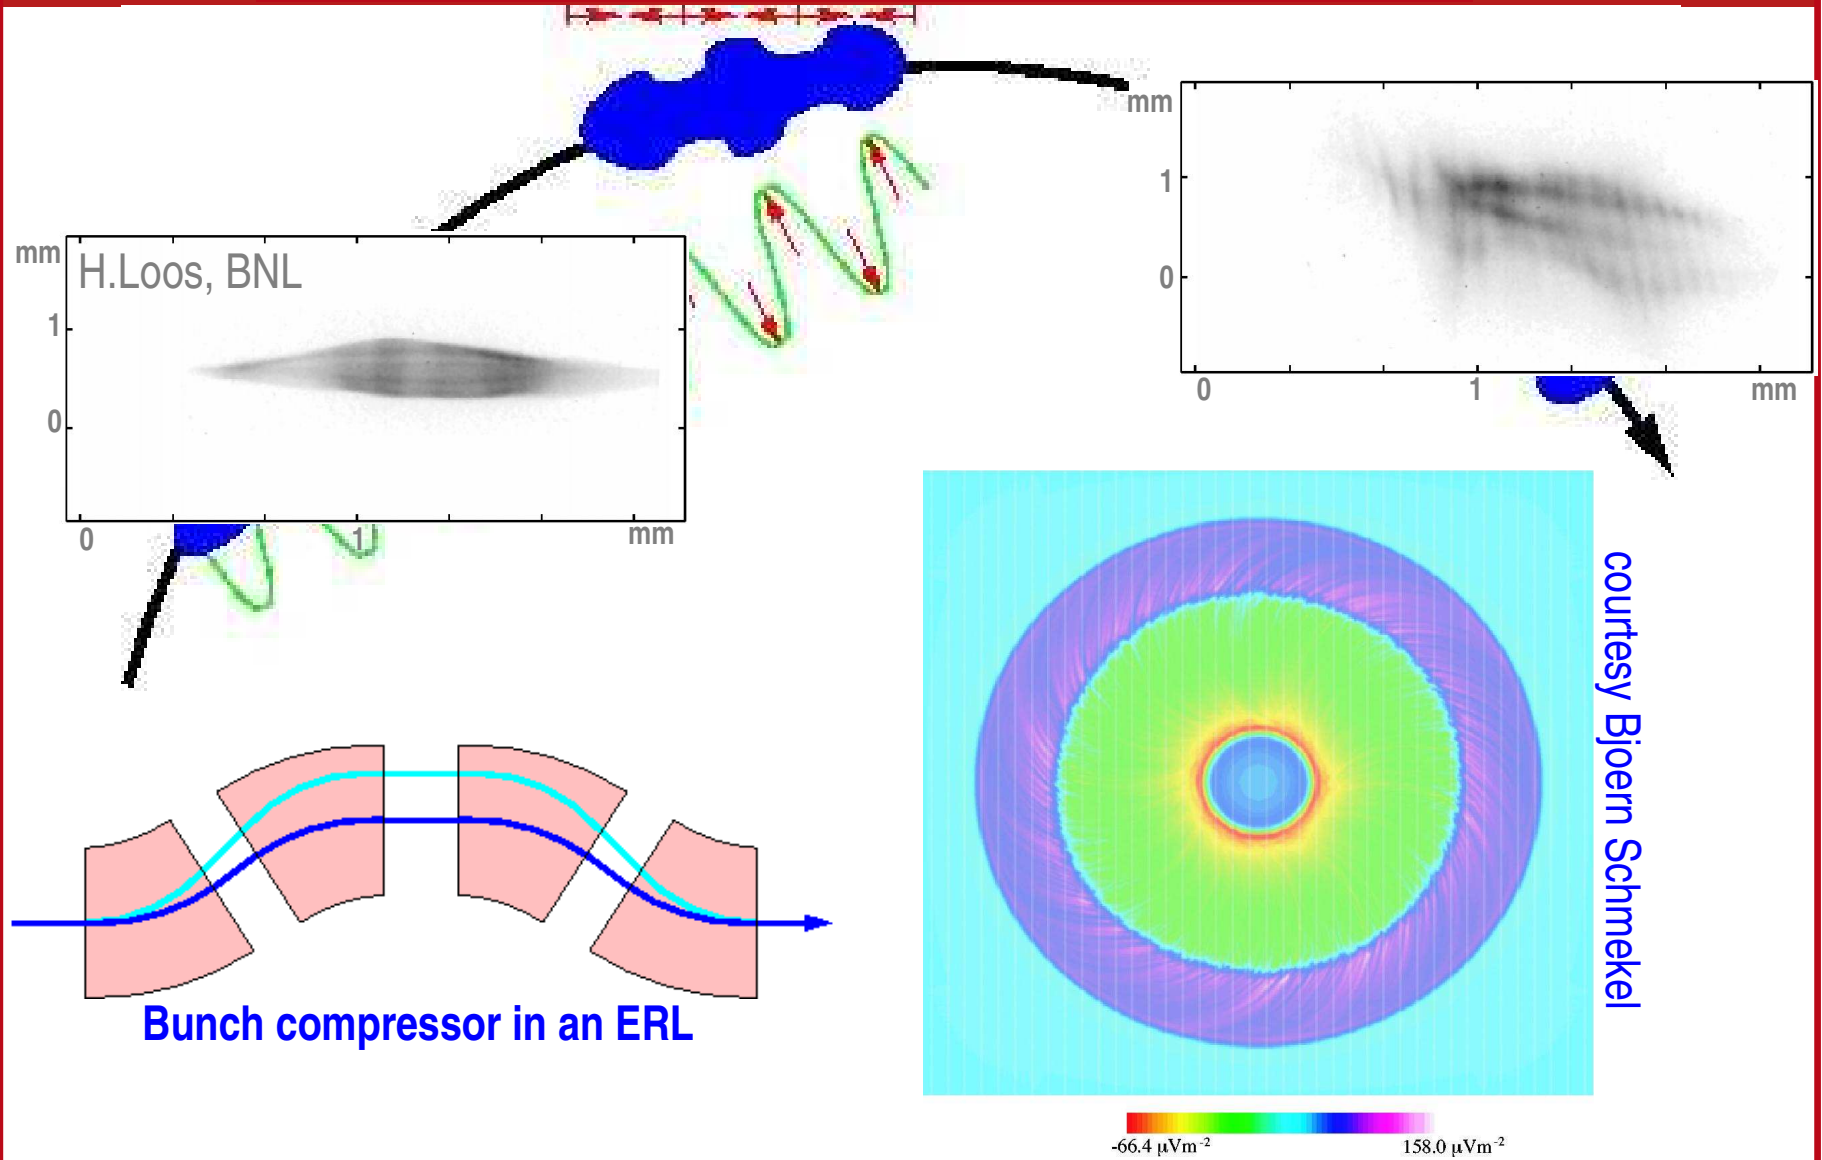 mm
1
0
0
1
mm
mm
H.Loos, BNL
1
0
0
1
mm
courtesy Bjoern Schmekel
Bunch compressor in an ERL
-66.4 μVm⁻²
158.0 μVm⁻²